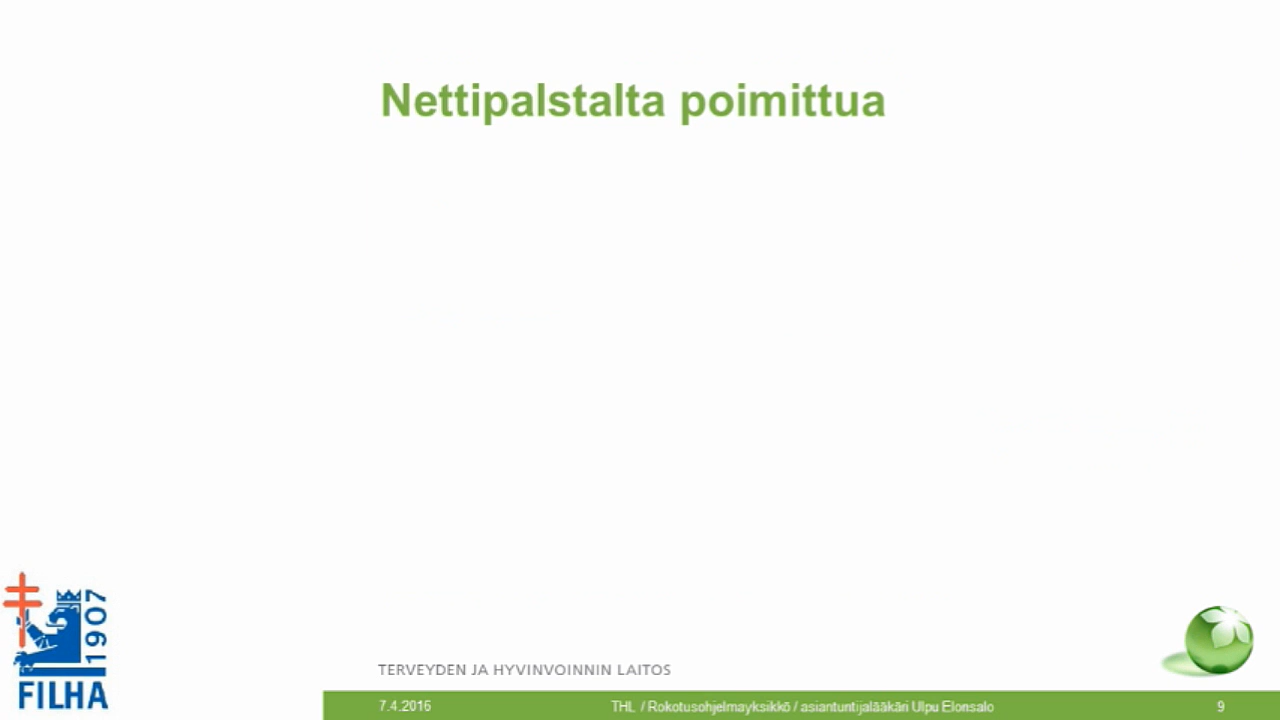 Nettipalstalta poimittua
1907
FILHA
TERVEYDEN JA HYVINVOINNIN LAITOS
7.4.2016
THL / Rokotusohjelmayksikkö / asiantuntijalääkäri Ulpu Elonsalo
9